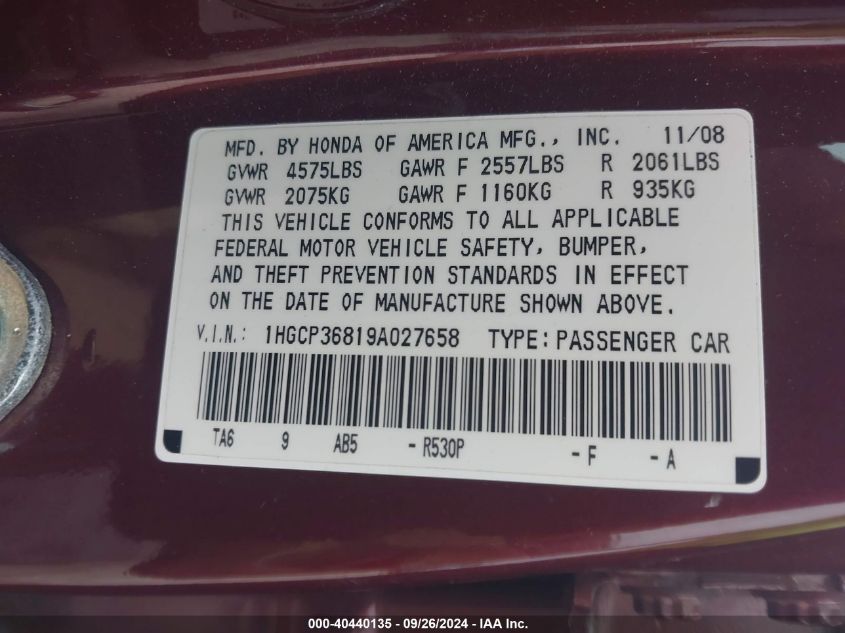 MFD. BY HONDA OF AMERICA MFG., INC. 11/08
GVWR 4575LBS GAWR F 2557LBS R 2061LBS
GVWR 2075KG GAWR F 1160KG R 935KG
THIS VEHICLE CONFORMS TO ALL APPLICABLE
FEDERAL MOTOR VEHICLE SAFETY, BUMPER,
AND THEFT PREVENTION STANDARDS IN EFFECT
ON THE DATE OF MANUFACTURE SHOWN ABOVE.
V.I.N.: 1HGCP36819A027658 TYPE: PASSENGER CAR
TA6 9 AB5 - R530P - F - A
000-40440135 - 09/26/2024 - IAA Inc.